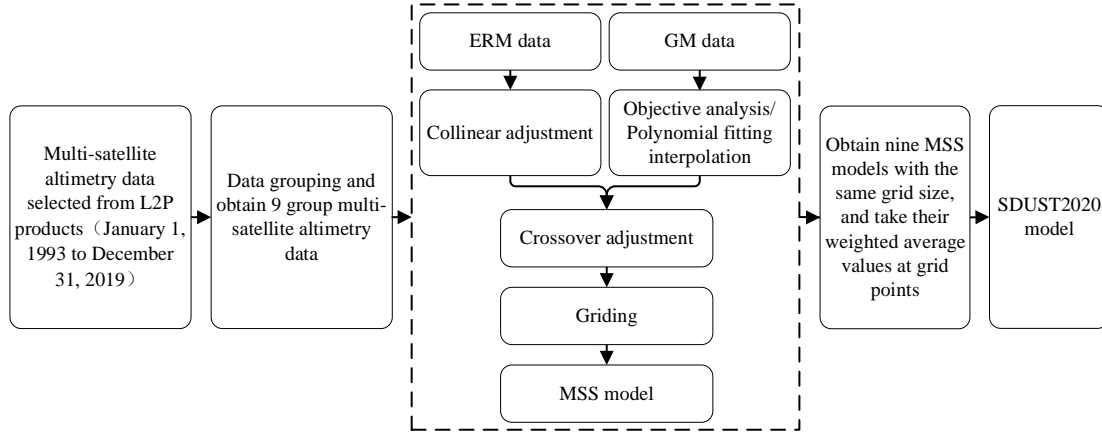 Multi-satellite
altimetry data
selected from L2P
products（January 1,
1993 to December
31, 2019）
Data grouping and
obtain 9 group multi-
satellite altimetry
data
ERM data
GM data
Collinear adjustment
Objective analysis/
Polynomial fitting
interpolation
Crossover adjustment
Griding
MSS model
Obtain nine MSS
models with the
same grid size,
and take their
weighted average
values at grid
points
SDUST2020
model